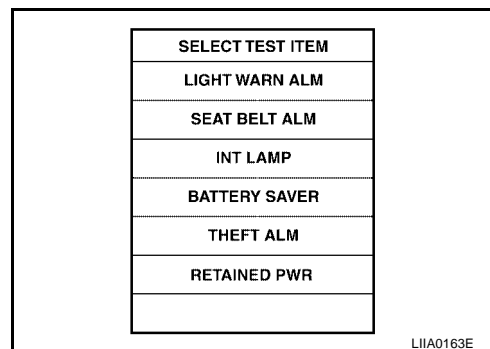 SELECT TEST ITEM
LIGHT WARN ALM
SEAT BELT ALM
INT LAMP
BATTERY SAVER
THEFT ALM
RETAINED PWR
LIIA0163E